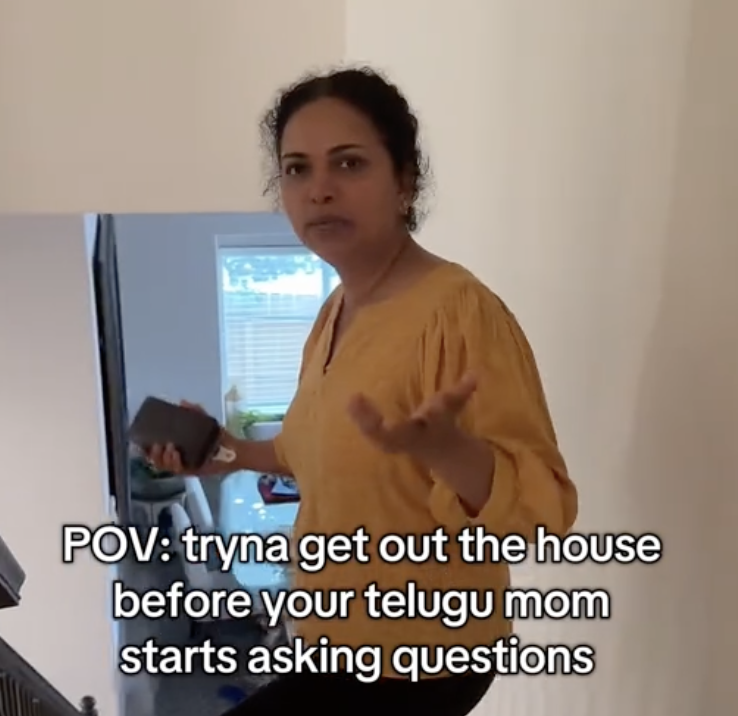 POV: tryna get out the house
before your telugu mom
starts asking questions